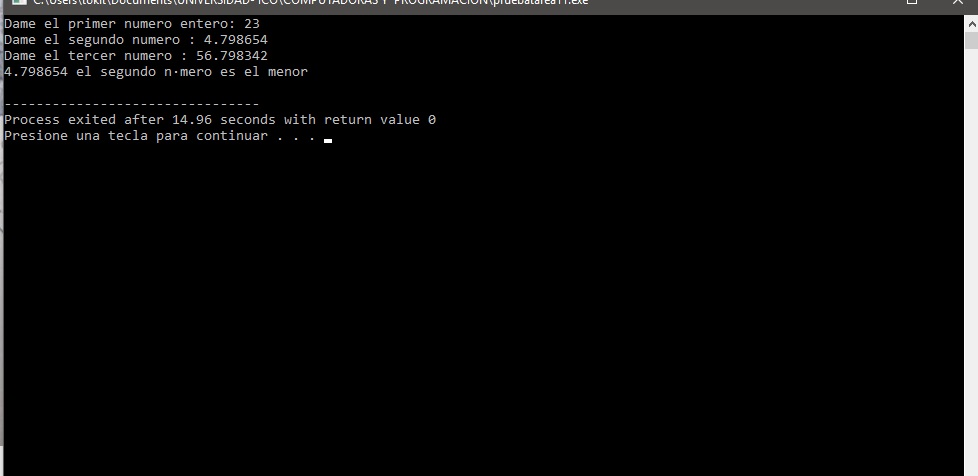 C:\Users\tokit\Documents\UNIVERSIDAD- ICO\COMPUTADORAS Y PROGRAMACION\pruebatarea11.exe
Dame el primer numero entero: 23
Dame el segundo numero : 4.798654
Dame el tercer numero : 56.798342
4.798654 el segundo n·mero es el menor
--------------------------------
Process exited after 14.96 seconds with return value 0
Presione una tecla para continuar . . .